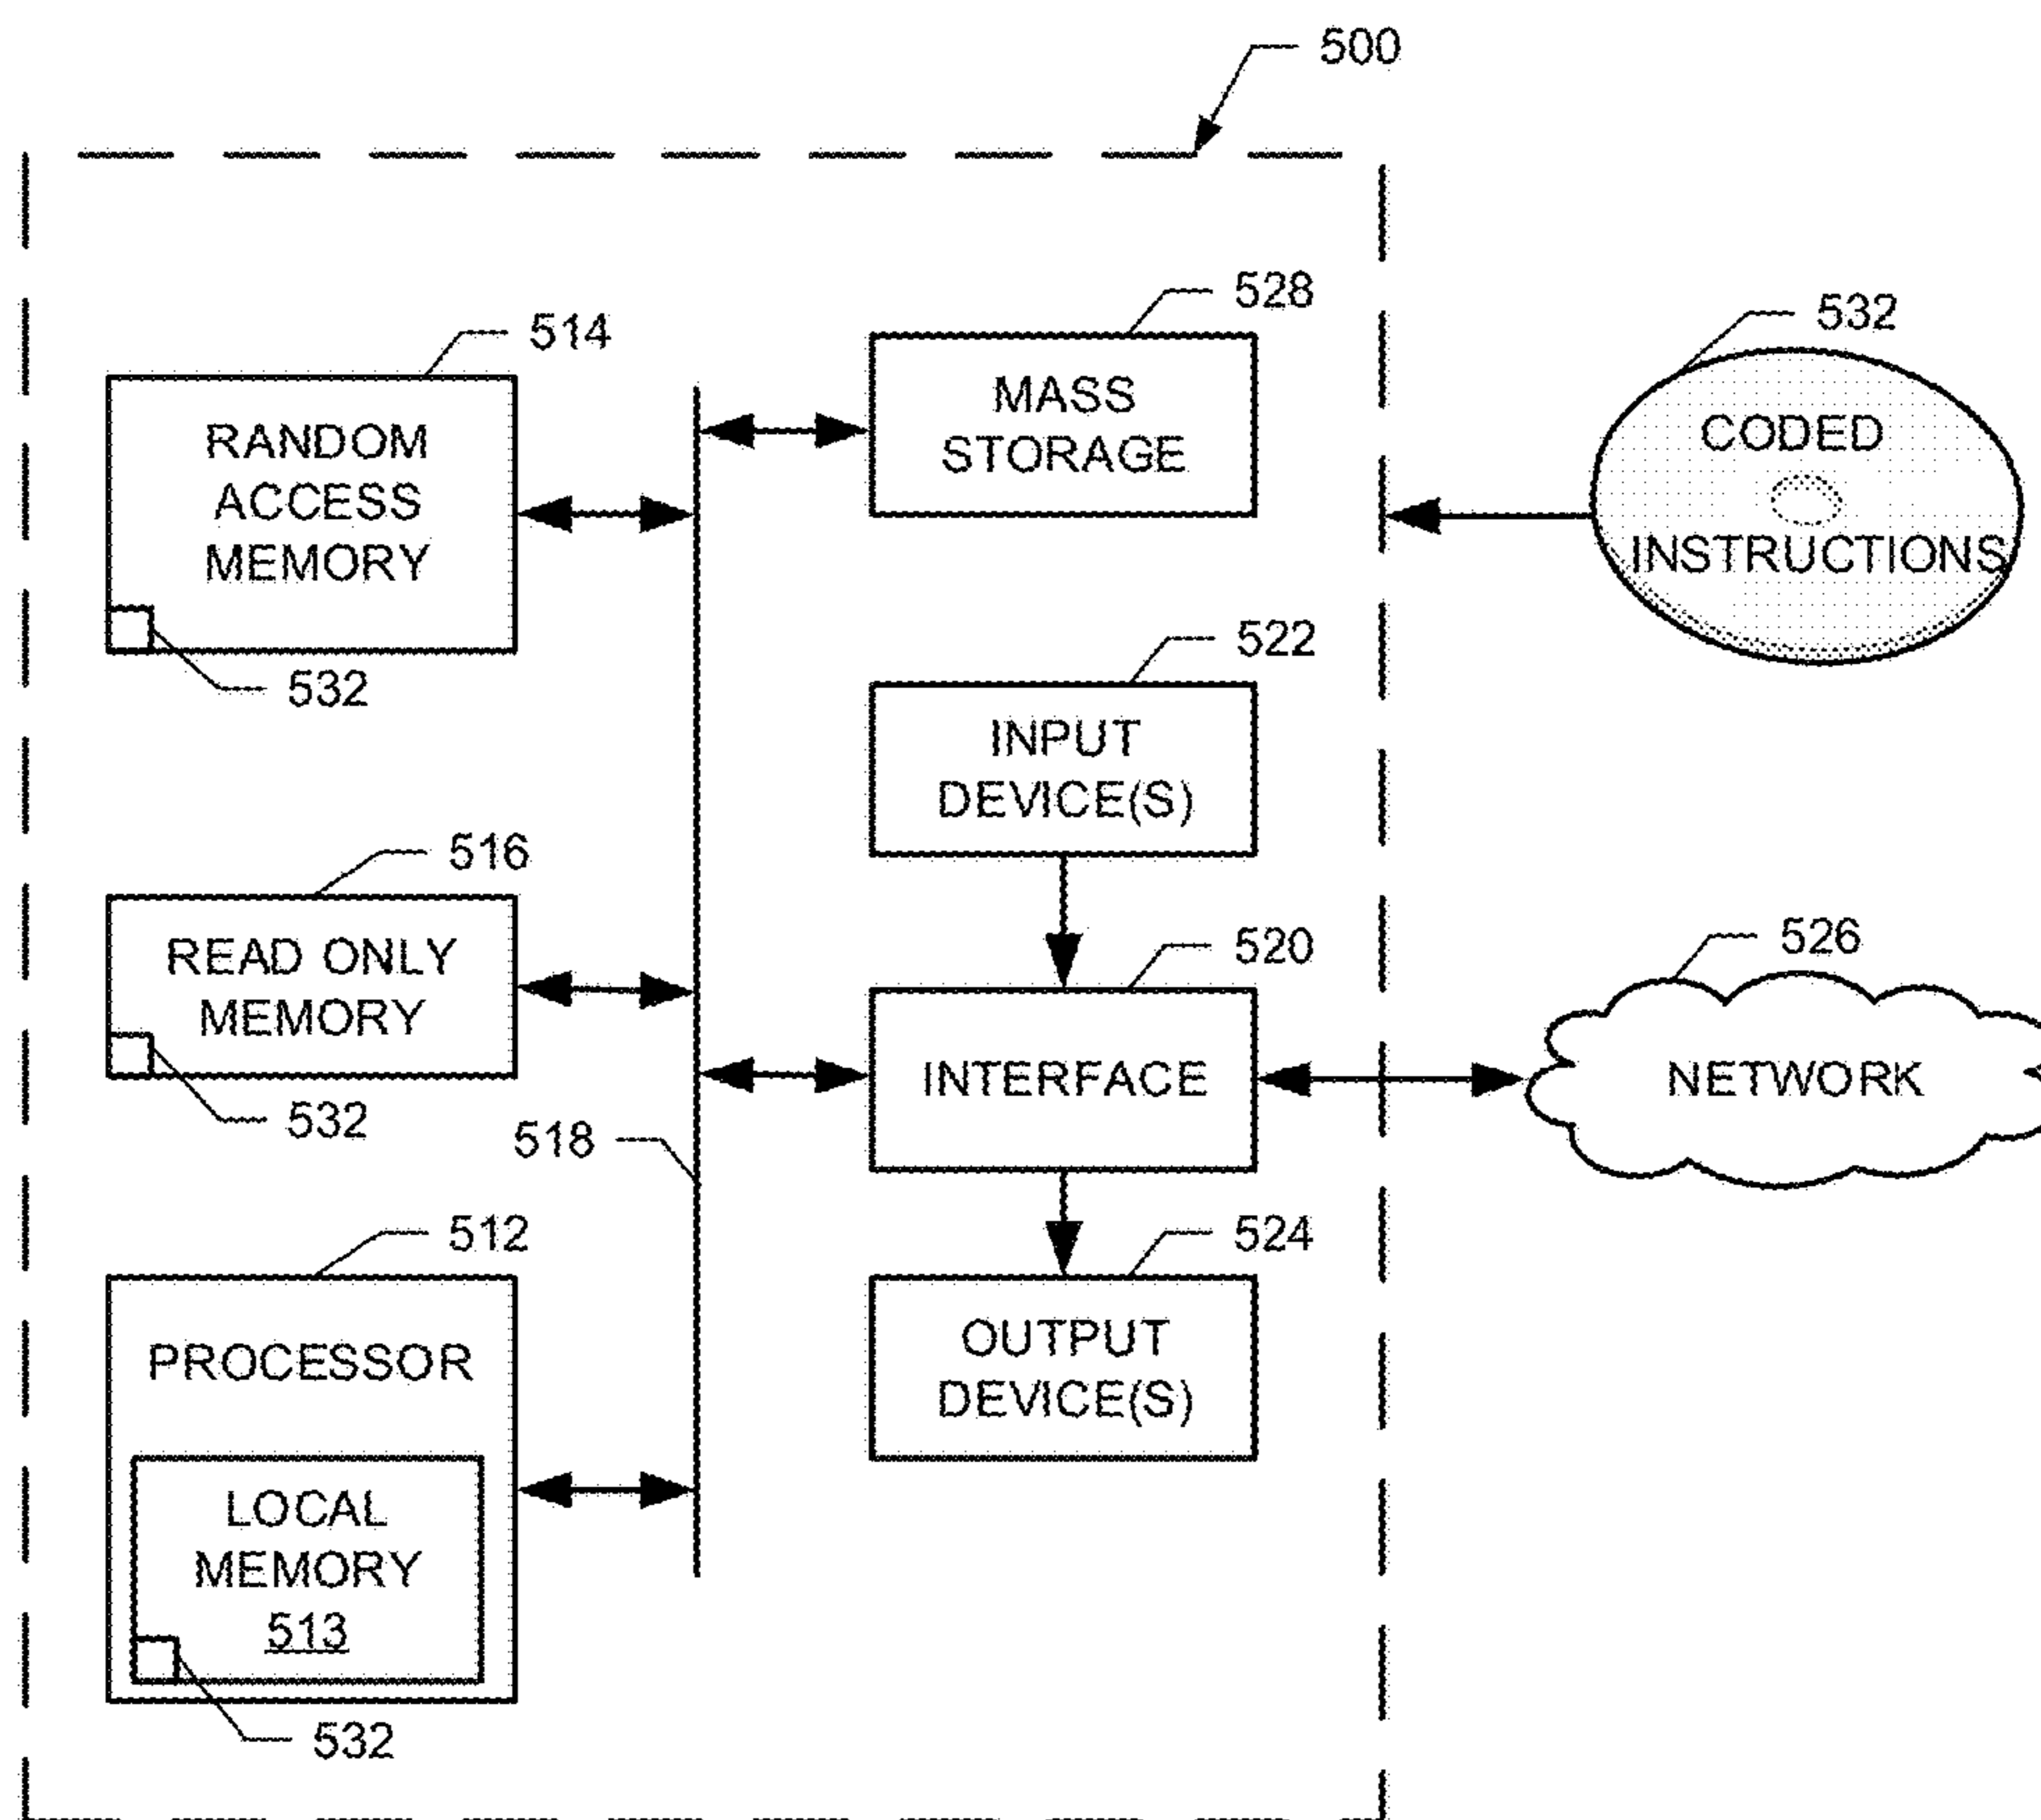 500
528
MASS
STORAGE
532
CODED
INSTRUCTIONS
514
RANDOM
ACCESS
MEMORY
532
522
INPUT
DEVICE(S)
516
READ ONLY
MEMORY
532
520
INTERFACE
526
NETWORK
518
512
PROCESSOR
LOCAL
MEMORY
513
532
524
OUTPUT
DEVICE(S)